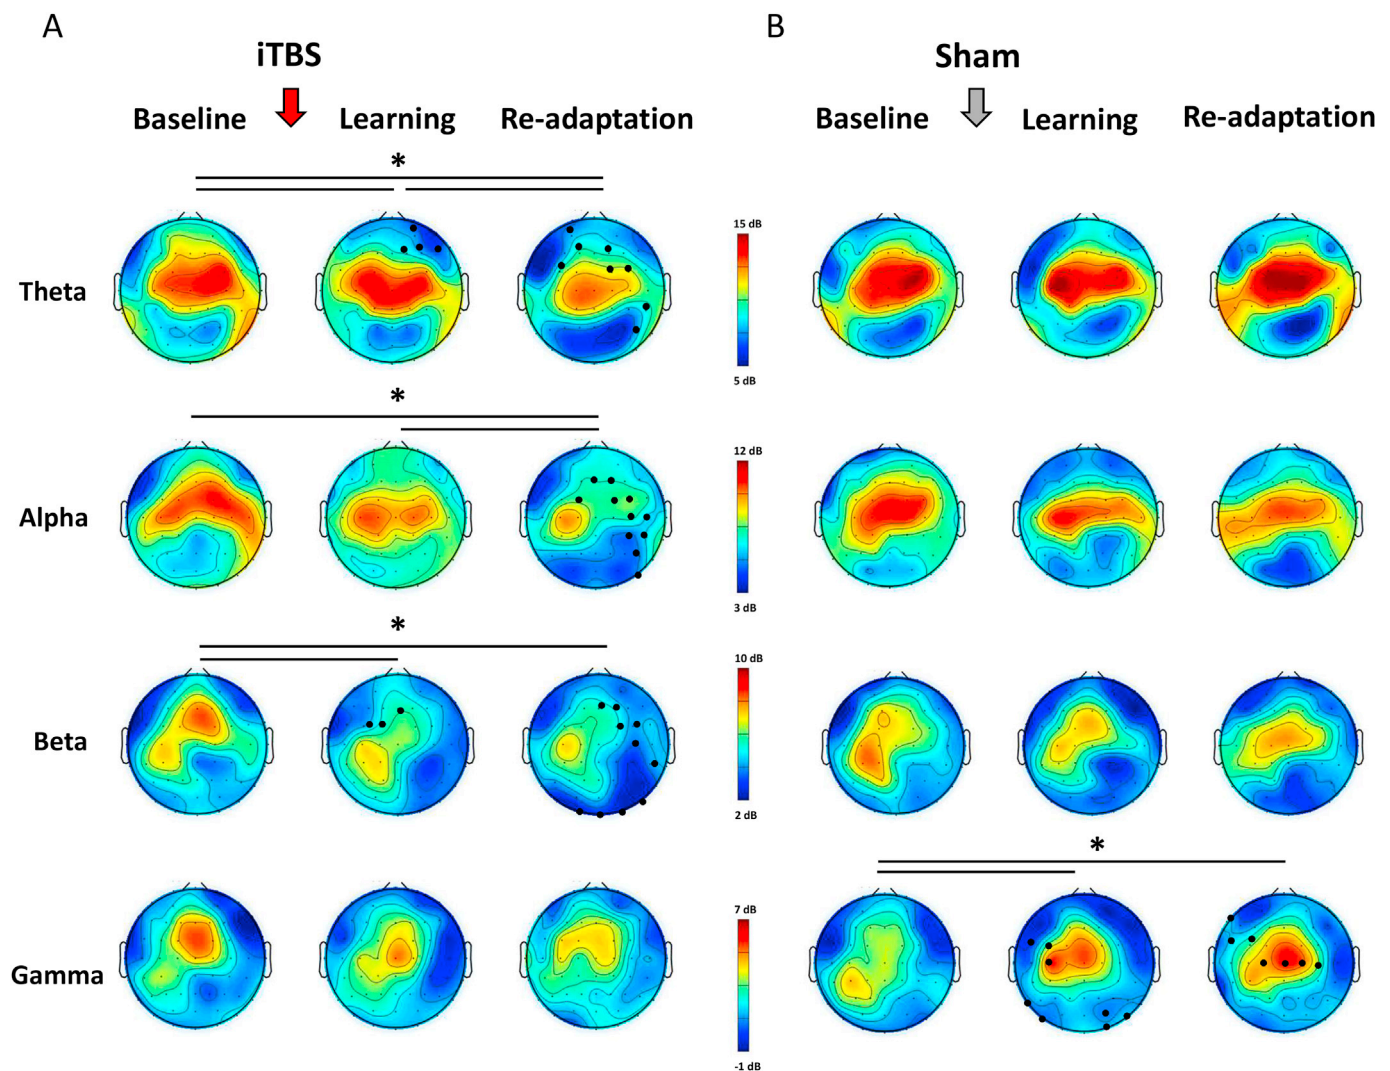 A
B
iTBS
Sham
Baseline
Learning
Re-adaptation
Baseline
Learning
Re-adaptation
*
Theta
15 dB
5 dB
*
Alpha
12 dB
3 dB
*
Beta
10 dB
2 dB
*
Gamma
7 dB
-1 dB